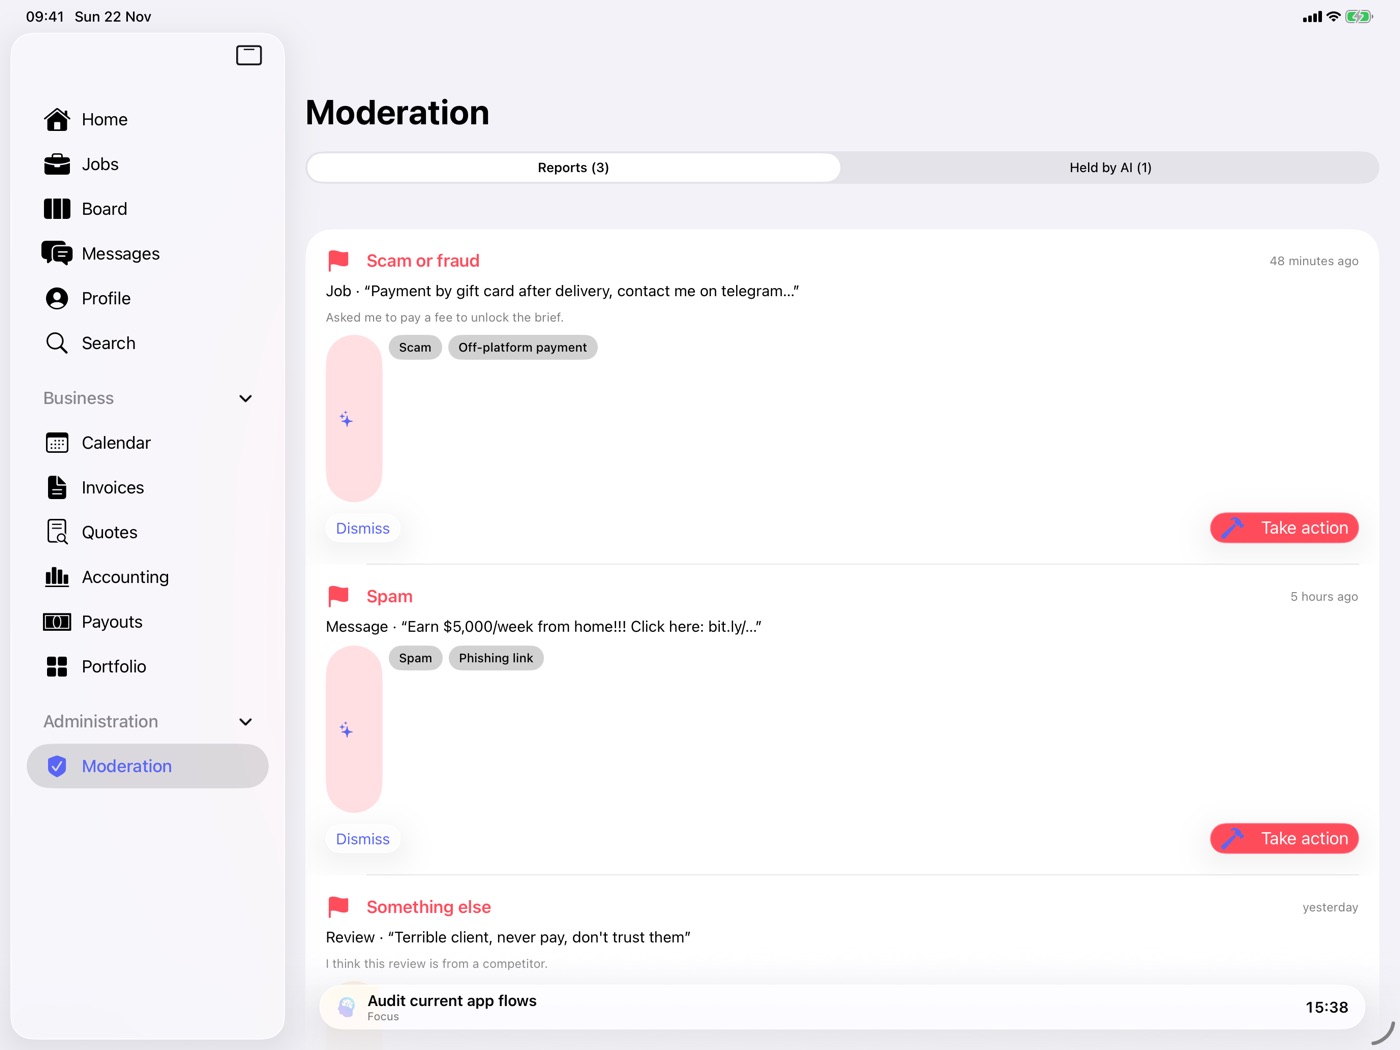 09:41 Sun 22 Nov
Home
Jobs
Board
Messages
Profile
Search
Business
Calendar
Invoices
Quotes
Accounting
Payouts
Portfolio
Administration
Moderation
Moderation
Reports (3)
Held by AI (1)
Scam or fraud
48 minutes ago
Job · “Payment by gift card after delivery, contact me on telegram...”
Asked me to pay a fee to unlock the brief.
Scam
Off-platform payment
Dismiss
Take action
Spam
5 hours ago
Message · “Earn $5,000/week from home!!! Click here: bit.ly/...”
Spam
Phishing link
Dismiss
Take action
Something else
yesterday
Review · “Terrible client, never pay, don't trust them”
I think this review is from a competitor.
Audit current app flows
Focus
15:38